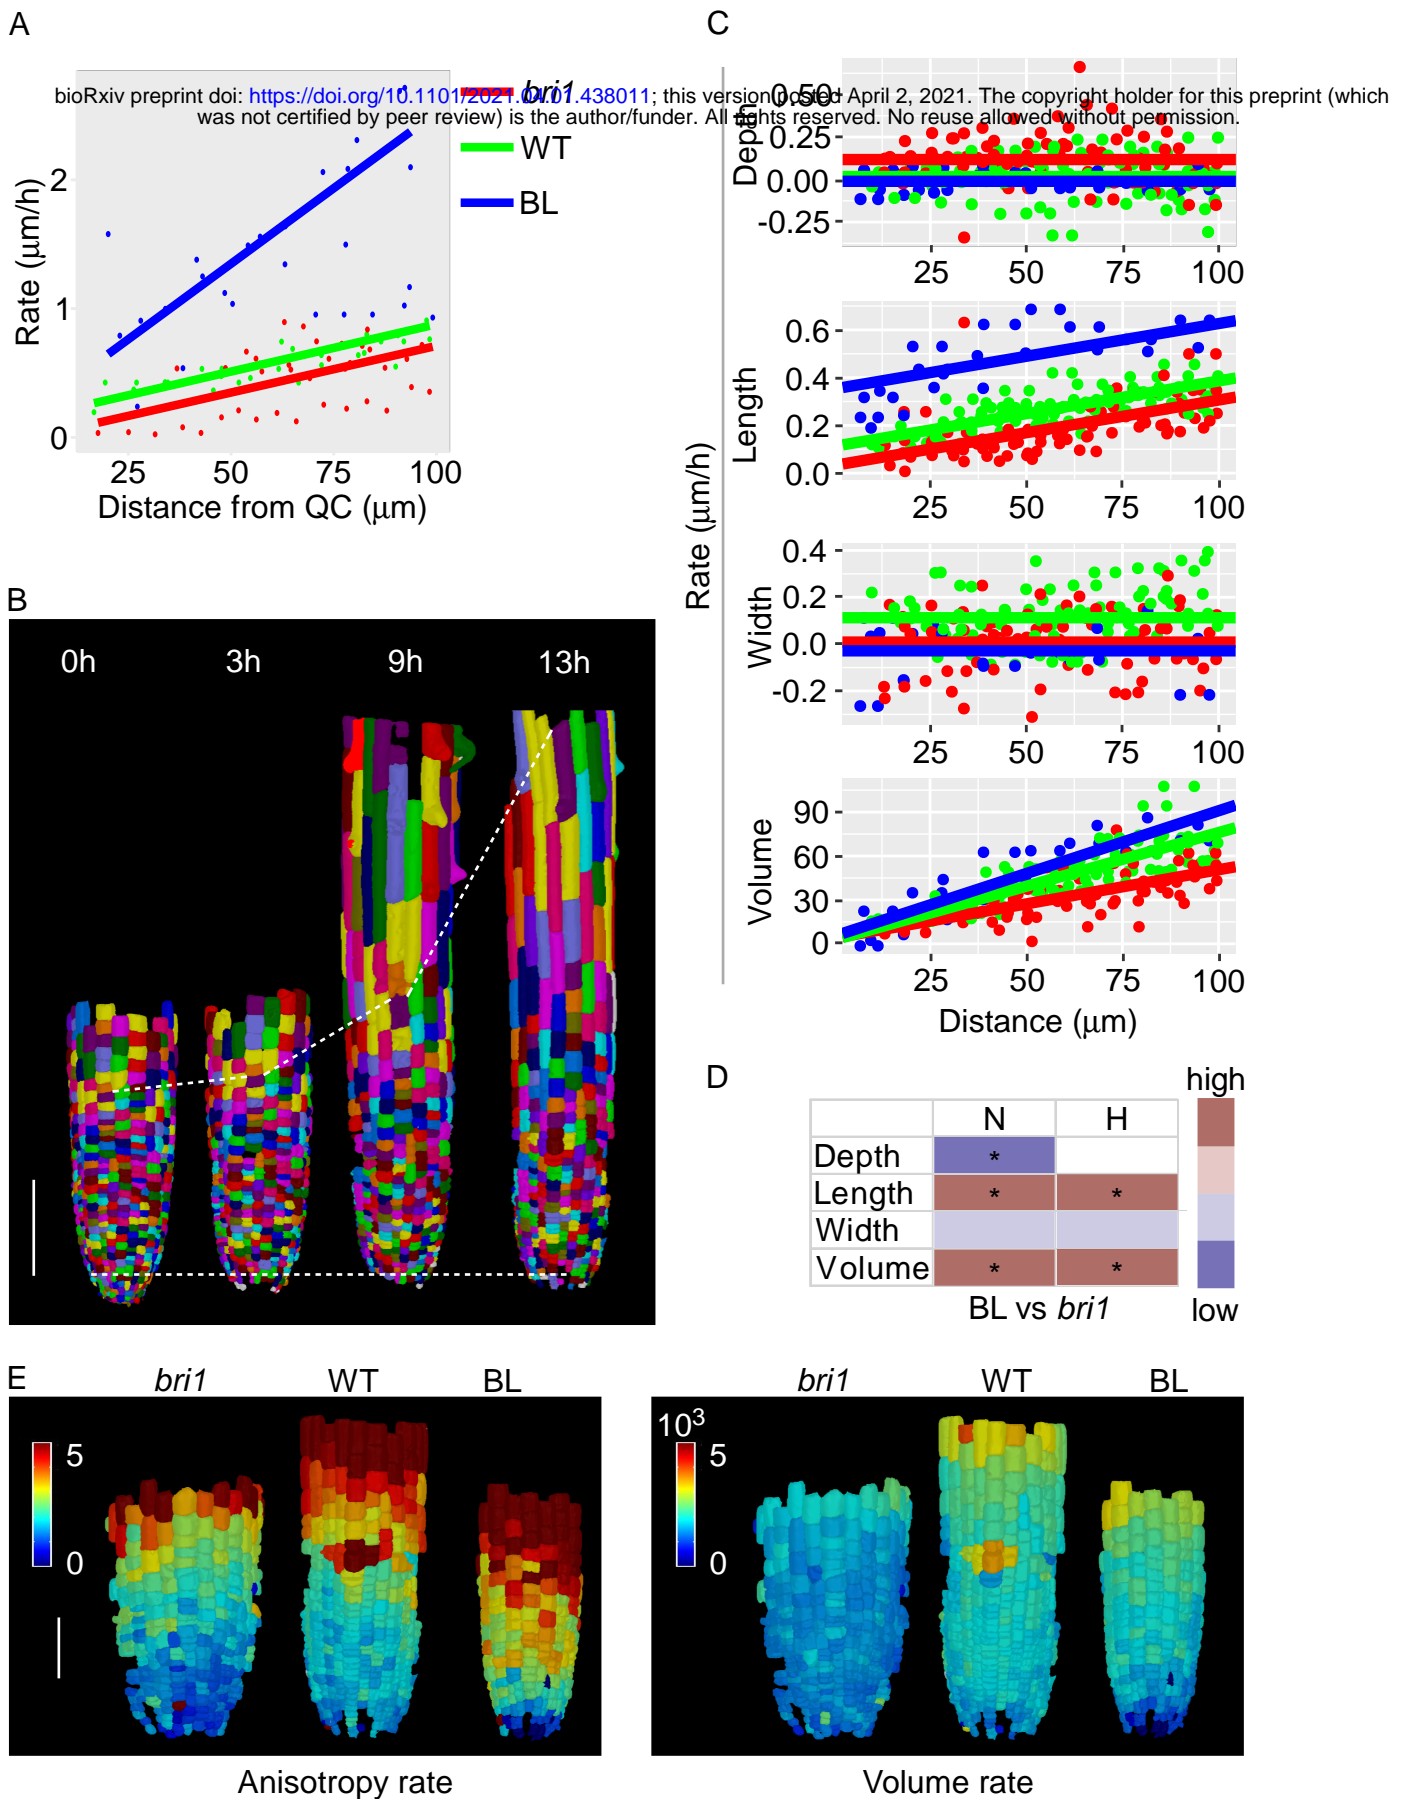 A
C
bioRxiv preprint doi: https://doi.org/10.1101/2021.04.01.438011; this version posted April 2, 2021. The copyright holder for this preprint (which
was not certified by peer review) is the author/funder. All rights reserved. No reuse allowed without permission.
bri1
WT
BL
Rate (μm/h)
2
1
0
25 50 75 100
Distance from QC (μm)
Rate (μm/h)
Depth
0.50
0.25
0.00
-0.25
25 50 75 100
Length
0.6
0.4
0.2
0.0
25 50 75 100
Width
0.4
0.2
0.0
-0.2
25 50 75 100
Volume
90
60
30
0
25 50 75 100
Distance (μm)
B
0h 3h 9h 13h
D
high
N H
Depth *
Length * *
Width
Volume * *
BL vs bri1
low
E
bri1 WT BL
5
0
Anisotropy rate
bri1 WT BL
10³
5
0
Volume rate